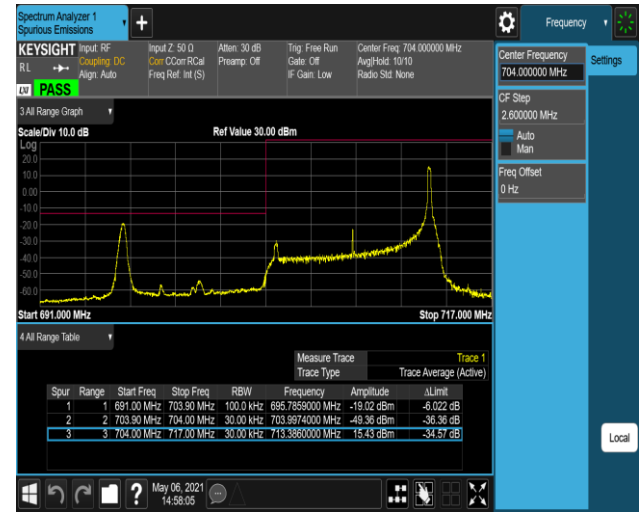 Spectrum Analyzer 1
Spurious Emissions
+
Frequency
KEYSIGHT Input: RF Input Z: 50 Ω Atten: 30 dB Trig: Free Run Center Freq: 704.000000 MHz
RL Coupling: DC Corr CCorr RCal Preamp: Off Gate: Off Avg|Hold: 10/10
Align: Auto Freq Ref: Int (S) IF Gain: Low Radio Std: None
LXI PASS
Center Frequency
704.000000 MHz
Settings
CF Step
2.600000 MHz
Auto
Man
Freq Offset
0 Hz
3 All Range Graph
Scale/Div 10.0 dB Ref Value 30.00 dBm
Log
20.0
10.0
0.00
-10.0
-20.0
-30.0
-40.0
-50.0
-60.0
Start 691.000 MHz Stop 717.000 MHz
4 All Range Table
Measure Trace Trace 1
Trace Type Trace Average (Active)
Spur Range Start Freq Stop Freq RBW Frequency Amplitude ΔLimit
1 1 691.00 MHz 703.90 MHz 100.0 kHz 695.7859000 MHz -19.02 dBm -6.022 dB
2 2 703.90 MHz 704.00 MHz 30.00 kHz 703.9974000 MHz -49.36 dBm -36.36 dB
3 3 704.00 MHz 717.00 MHz 30.00 kHz 713.3860000 MHz 15.43 dBm -34.57 dB
Local
? May 06, 2021
14:58:05